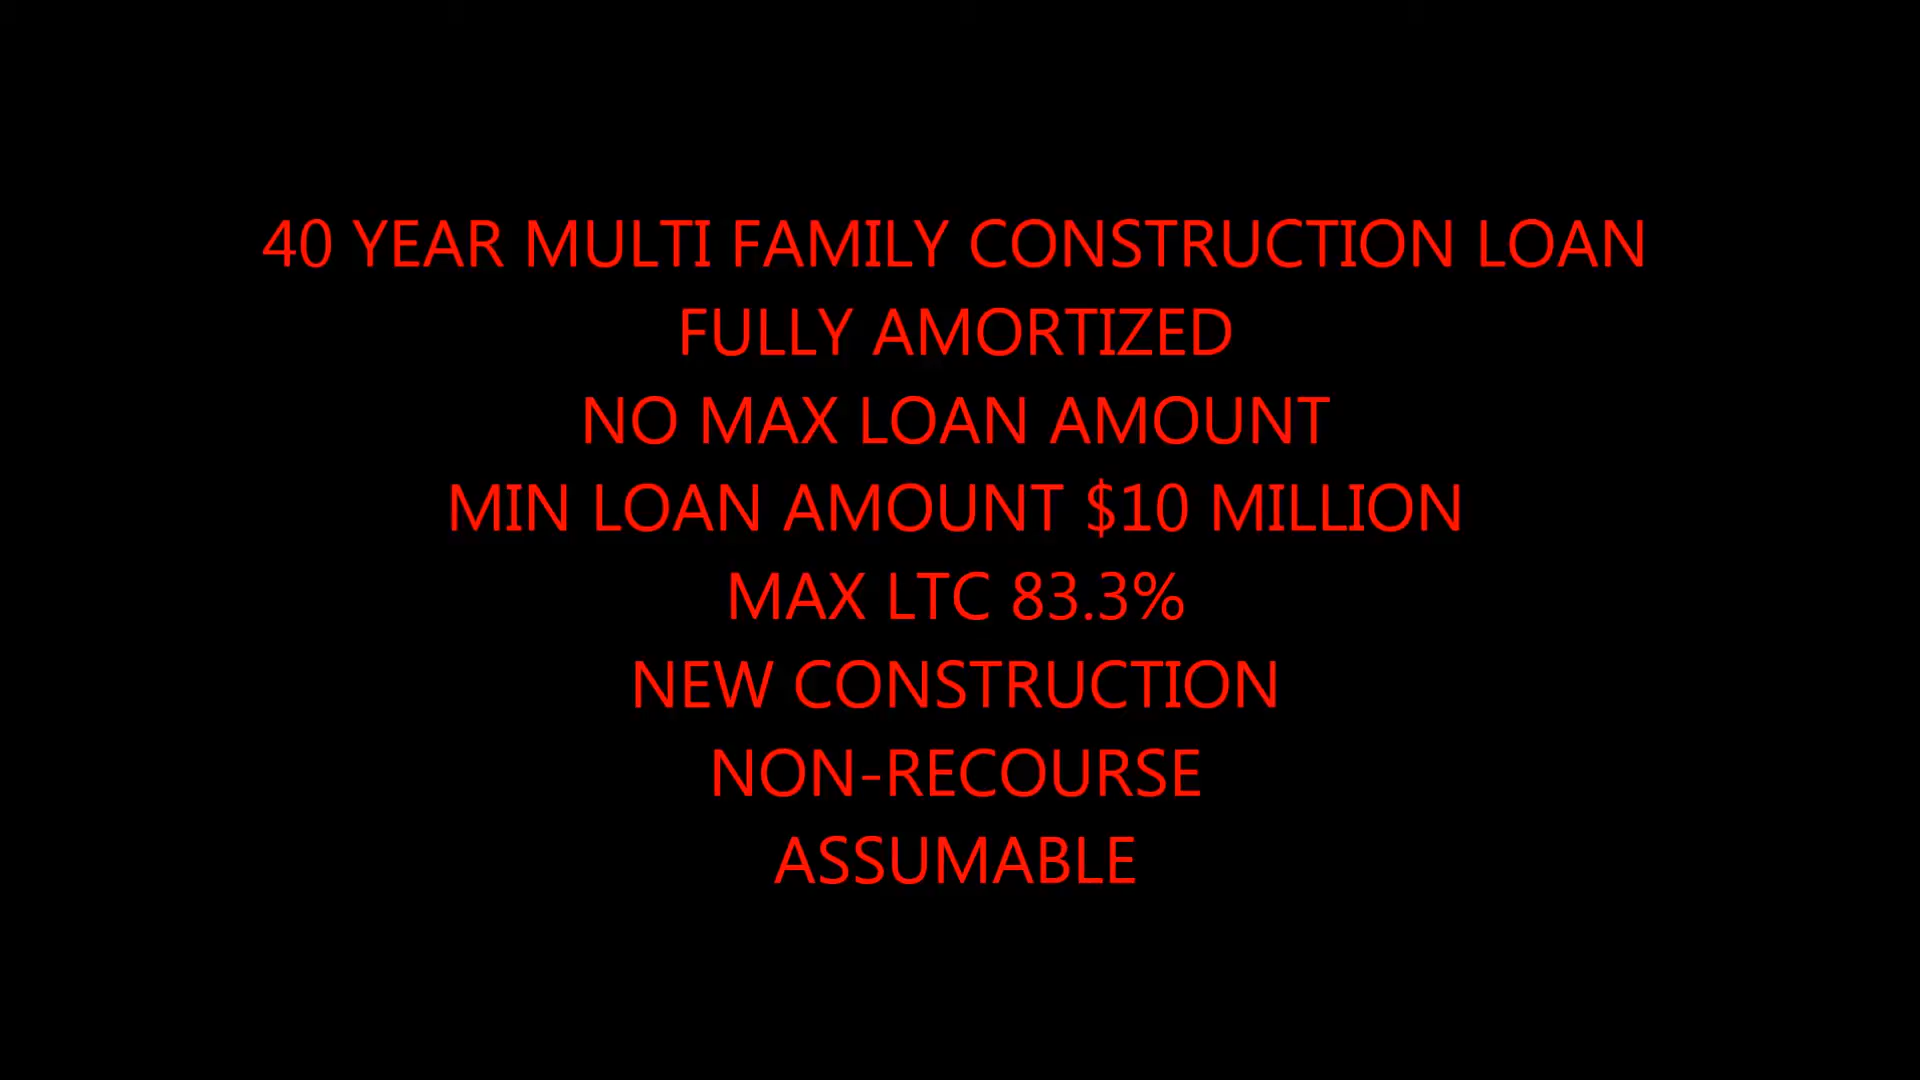 40 YEAR MULTI FAMILY CONSTRUCTION LOAN
FULLY AMORTIZED
NO MAX LOAN AMOUNT
MIN LOAN AMOUNT $10 MILLION
MAX LTC 83.3%
NEW CONSTRUCTION
NON-RECOURSE
ASSUMABLE